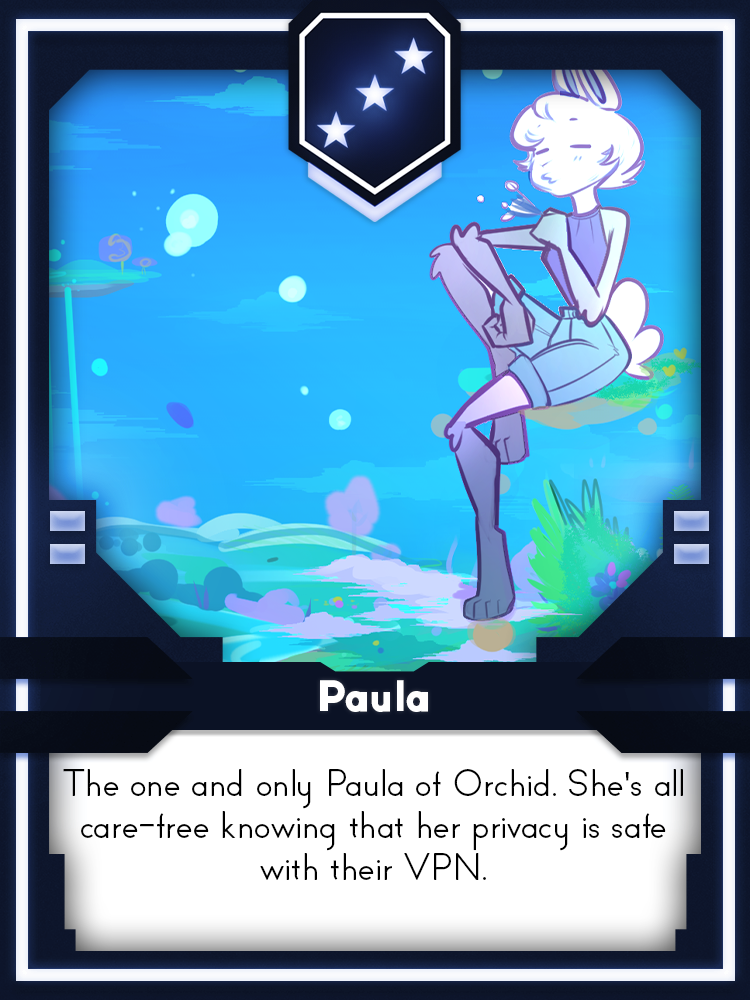 Paula
The one and only Paula of Orchid. She's all
care-free knowing that her privacy is safe
with their VPN.